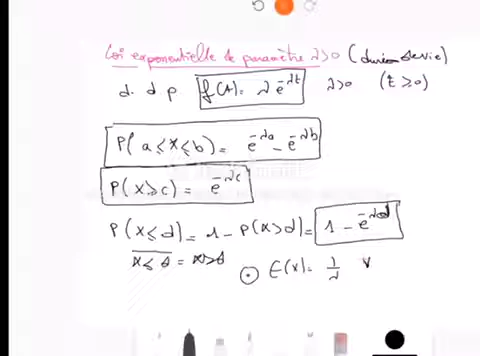 Loi exponentielle de paramètre λ>0 (durée de vie)
d. d p f(t) = λ e^{-λt} λ>0 (t ≥ 0)
P(a ≤ X ≤ b) = e^{-λa} - e^{-λb}
P(X ≥ c) = e^{-λc}
P(X ≤ d) = 1 - P(X > d) = 1 - e^{-λd}
E(X) = 1/λ